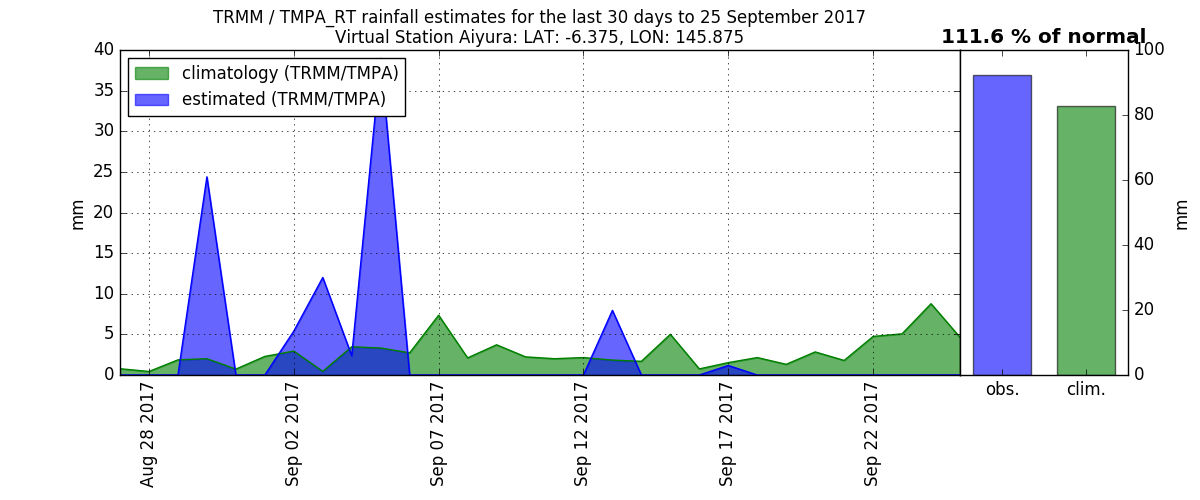 TRMM / TMPA_RT rainfall estimates for the last 30 days to 25 September 2017
Virtual Station Aiyura: LAT: -6.375, LON: 145.875
111.6 % of normal
climatology (TRMM/TMPA)
estimated (TRMM/TMPA)
40
35
30
25
20
15
10
5
0
mm
Aug 28 2017
Sep 02 2017
Sep 07 2017
Sep 12 2017
Sep 17 2017
Sep 22 2017
obs.
clim.
100
80
60
40
20
0
mm